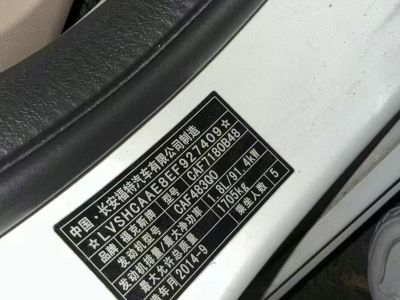 中国·长安福特汽车有限公司制造
☆LVSHCAAE8EF927409☆
品牌:福克斯牌 型号 CAF7180B48
发动机型号 CAF483Q0
发动机排量/最大净功率 1.8L/91.4kW
最大允许总质量 1705kg 乘坐人数 5
造年月 2014-9